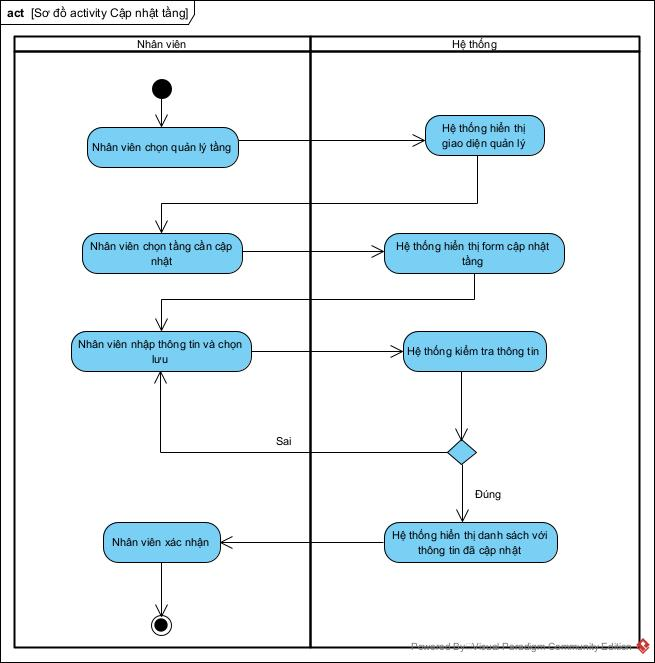 act [Sơ đồ activity Cập nhật tầng]
Nhân viên
Hệ thống
Nhân viên chọn quản lý tầng
Hệ thống hiển thị
giao diện quản lý
Nhân viên chọn tầng cần cập
nhật
Hệ thống hiển thị form cập nhật
tầng
Nhân viên nhập thông tin và chọn
lưu
Hệ thống kiểm tra thông tin
Sai
Đúng
Nhân viên xác nhận
Hệ thống hiển thị danh sách với
thông tin đã cập nhật
Powered By: Visual Paradigm Community Edition